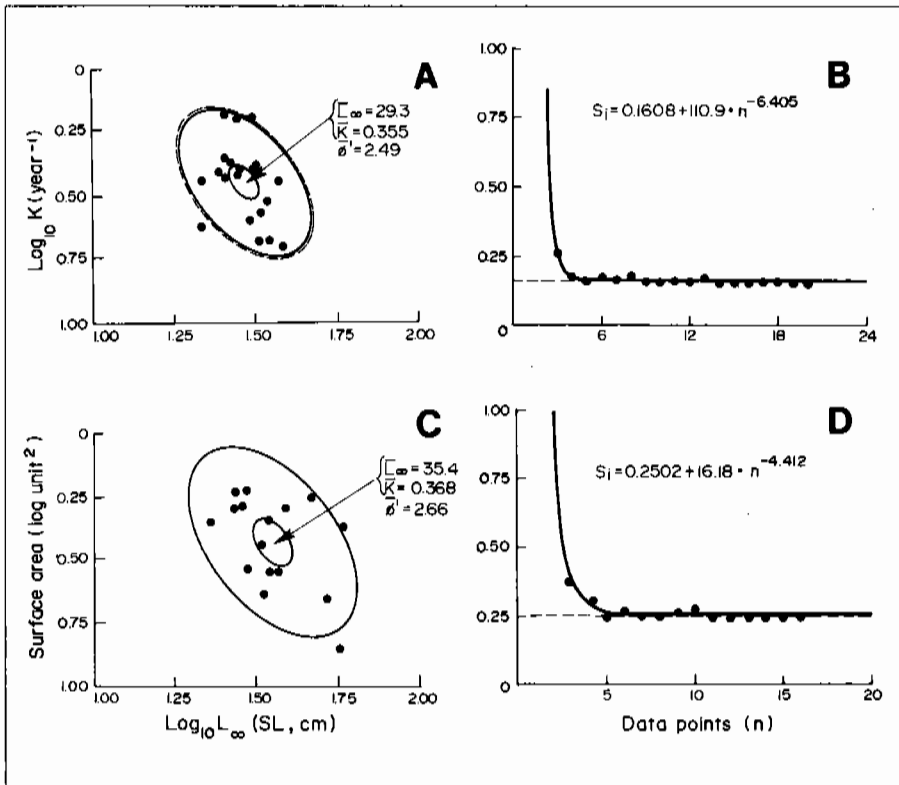 A
Log10 K (year-1)
0
0.25
0.50
0.75
1.00
1.00 1.25 1.50 1.75 2.00
L̅∞ = 29.3
K̅ = 0.355
ø̅' = 2.49
B
1.00
0.75
0.50
0.25
0
6 12 18 24
Si = 0.1608 + 110.9 • n-6.405
C
Surface area (log unit2)
0
0.25
0.50
0.75
1.00
1.00 1.25 1.50 1.75 2.00
Log10 L∞ (SL, cm)
L̅∞ = 35.4
K̅ = 0.368
ø̅' = 2.66
D
1.00
0.75
0.50
0.25
0
5 10 15 20
Data points (n)
Si = 0.2502 + 16.18 • n-4.412